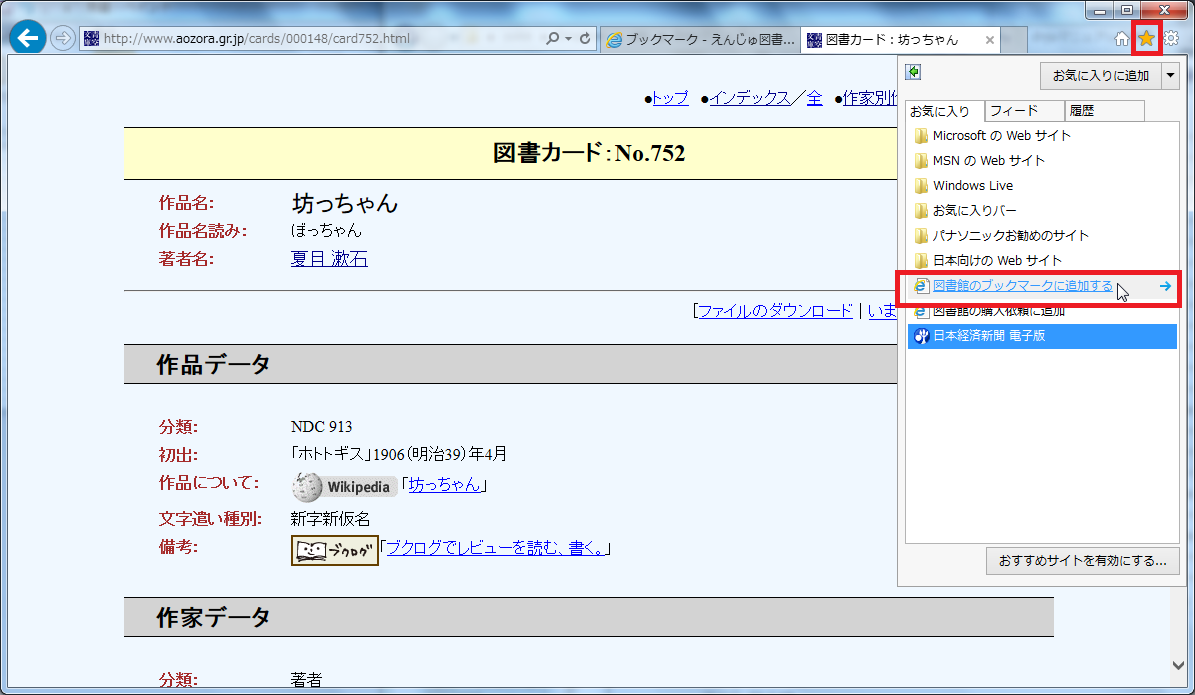 http://www.aozora.gr.jp/cards/000148/card752.html
ブックマーク - えんじゅ図書...
図書カード：坊っちゃん
●トップ ●インデックス／全 ●作家別
図書カード：No.752
作品名： 坊っちゃん
作品名読み： ぼっちゃん
著者名： 夏目 漱石
[ファイルのダウンロード｜いま
作品データ
分類： NDC 913
初出： 「ホトトギス」1906（明治39）年4月
作品について： Wikipedia 「坊っちゃん」
文字遣い種別： 新字新仮名
備考： ブクログ 「ブクログでレビューを読む、書く。」
作家データ
分類： 著者
お気に入りに追加
お気に入り フィード 履歴
Microsoft の Web サイト
MSN の Web サイト
Windows Live
お気に入りバー
パナソニックお勧めのサイト
日本向けの Web サイト
図書館のブックマークに追加する
図書館の購入依頼に追加
日本経済新聞 電子版
おすすめサイトを有効にする...